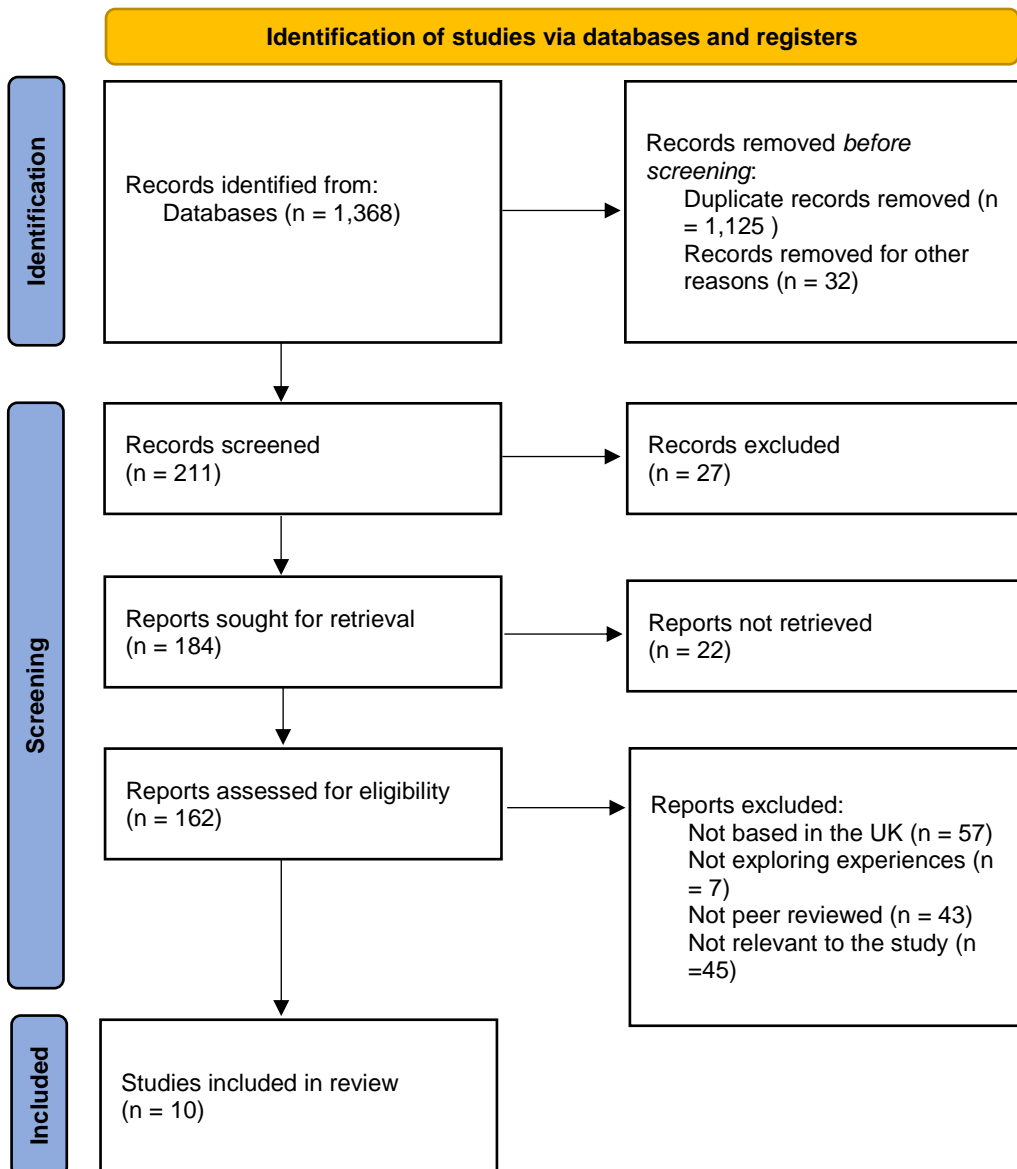 Identification of studies via databases and registers
Identification
Records identified from:
Databases (n = 1,368)
Records removed before
screening:
Duplicate records removed (n
= 1,125 )
Records removed for other
reasons (n = 32)
Screening
Records screened
(n = 211)
Records excluded
(n = 27)
Reports sought for retrieval
(n = 184)
Reports not retrieved
(n = 22)
Reports assessed for eligibility
(n = 162)
Reports excluded:
Not based in the UK (n = 57)
Not exploring experiences (n
= 7)
Not peer reviewed (n = 43)
Not relevant to the study (n
=45)
Included
Studies included in review
(n = 10)